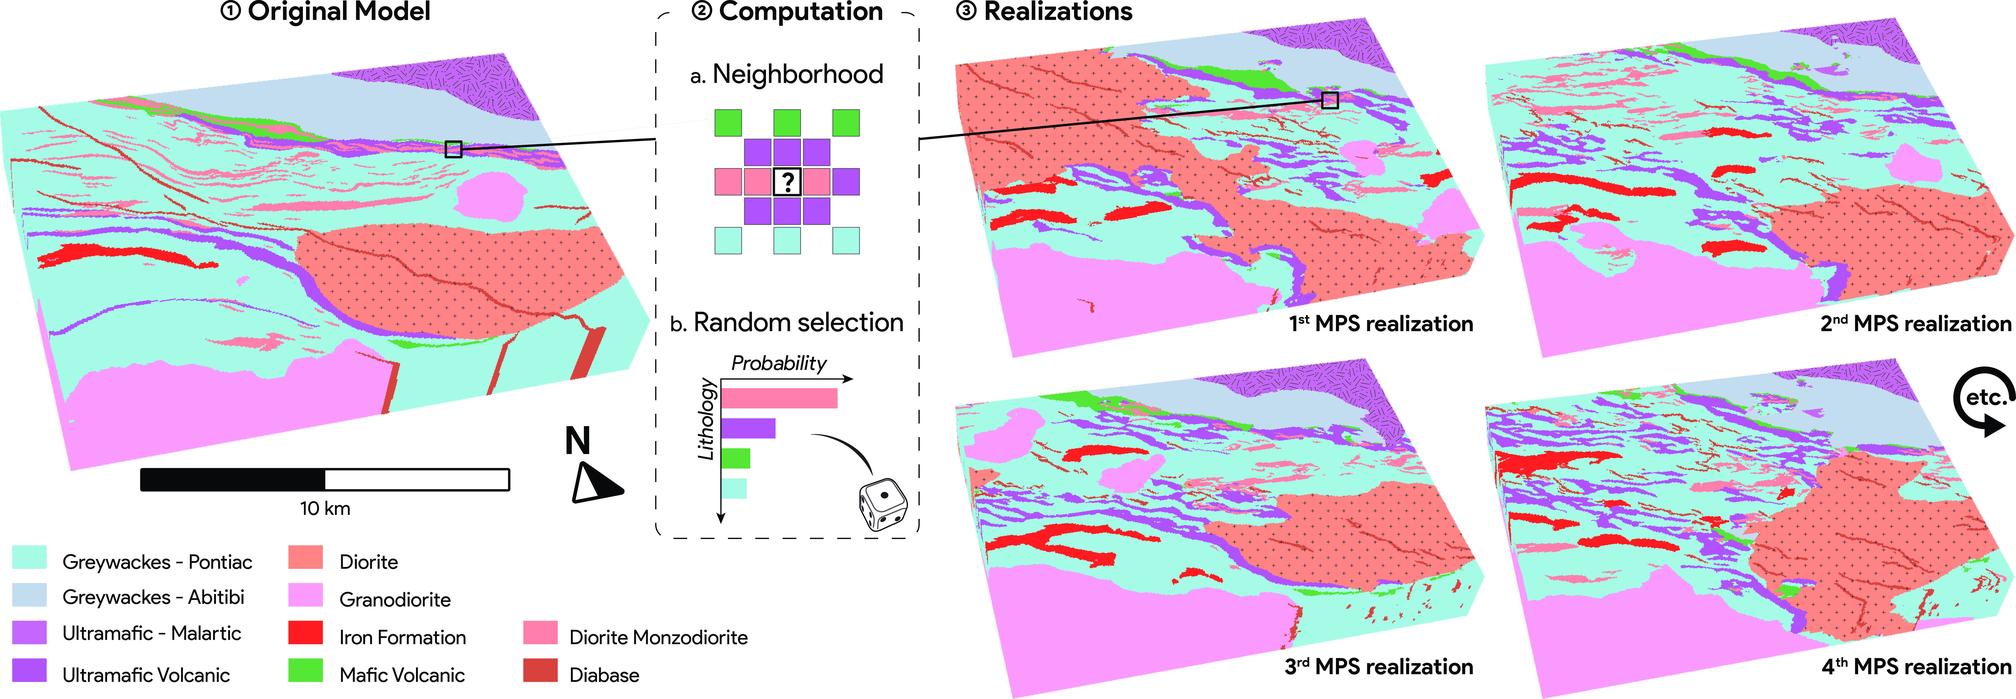 ① Original Model
② Computation
③ Realizations
a. Neighborhood
?
b. Random selection
Probability
Lithology
1st MPS realization
2nd MPS realization
3rd MPS realization
4th MPS realization
etc.
N
10 km
Greywackes - Pontiac
Greywackes - Abitibi
Ultramafic - Malartic
Ultramafic Volcanic
Diorite
Granodiorite
Iron Formation
Mafic Volcanic
Diorite Monzodiorite
Diabase